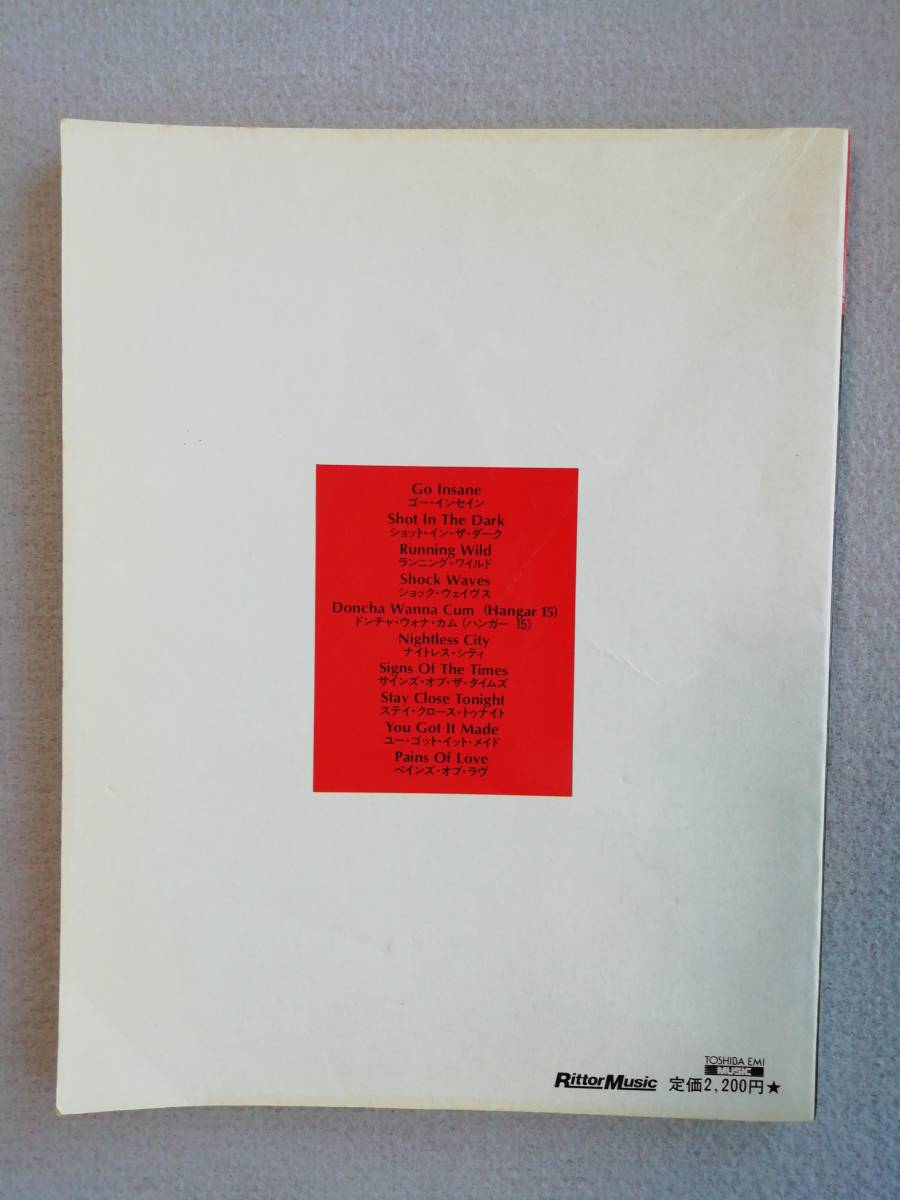 Go Insane
ゴー・インセイン
Shot In The Dark
ショット・イン・ザ・ダーク
Running Wild
ランニング・ワイルド
Shock Waves
ショック・ウェイヴス
Doncha Wanna Cum (Hangar 15)
ドンチャ・ウォナ・カム (ハンガー 15)
Nightless City
ナイトレス・シティ
Signs Of The Times
サインズ・オブ・ザ・タイムズ
Stay Close Tonight
ステイ・クロース・トゥナイト
You Got It Made
ユー・ゴット・イット・メイド
Pains Of Love
ペインズ・オブ・ラヴ
TOSHIBA EMI
MUSIC
RittorMusic 定価2,200円★